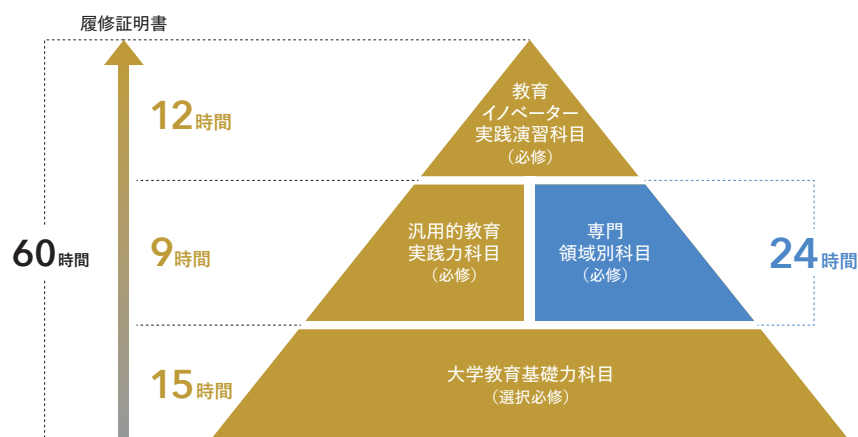 履修証明書
12時間
教育
イノベーター
実践演習科目
（必修）
60時間
9時間
汎用的教育
実践力科目
（必修）
専門
領域別科目
（必修）
24時間
15時間
大学教育基礎力科目
（選択必修）